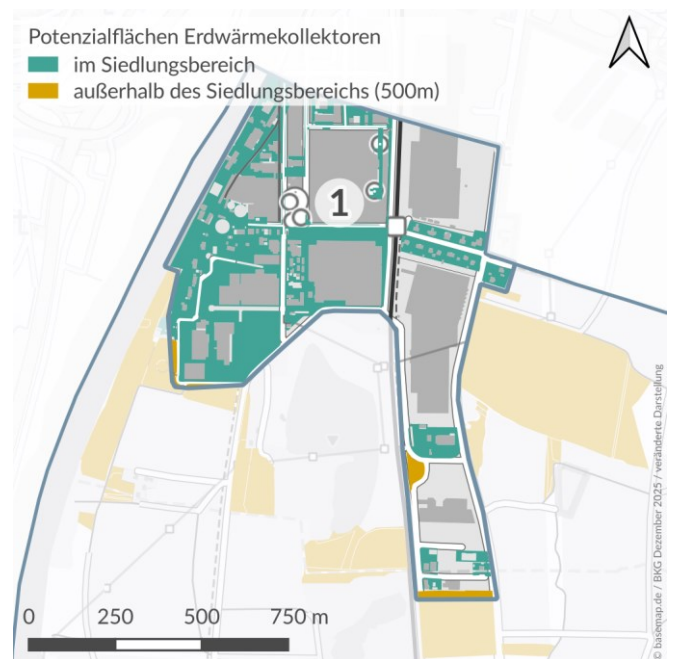 Potenzialflächen Erdwärmekollektoren
im Siedlungsbereich
außerhalb des Siedlungsbereichs (500m)
1
0 250 500 750 m
© basemap.de / BKG Dezember 2025 / veränderte Darstellung